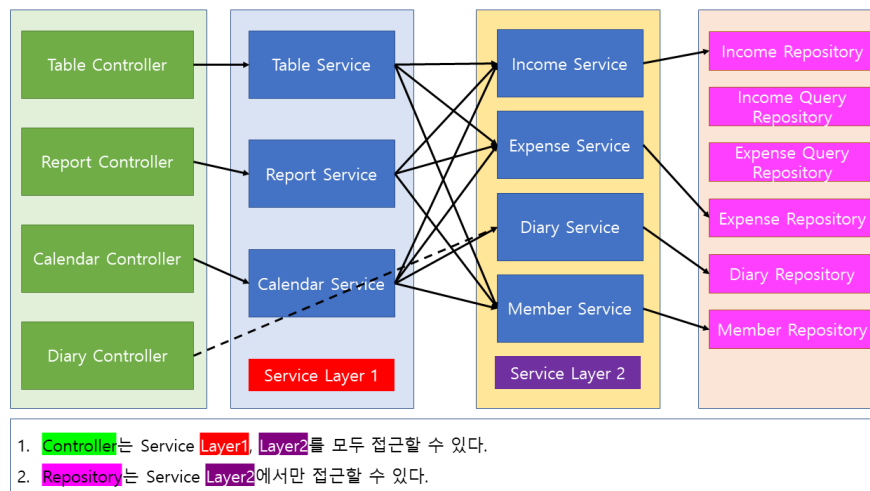 Table Controller
Report Controller
Calendar Controller
Diary Controller
Table Service
Report Service
Calendar Service
Service Layer 1
Income Service
Expense Service
Diary Service
Member Service
Service Layer 2
Income Repository
Income Query
Repository
Expense Query
Repository
Expense Repository
Diary Repository
Member Repository
1. Controller는 Service Layer1, Layer2를 모두 접근할 수 있다.
2. Repository는 Service Layer2에서만 접근할 수 있다.